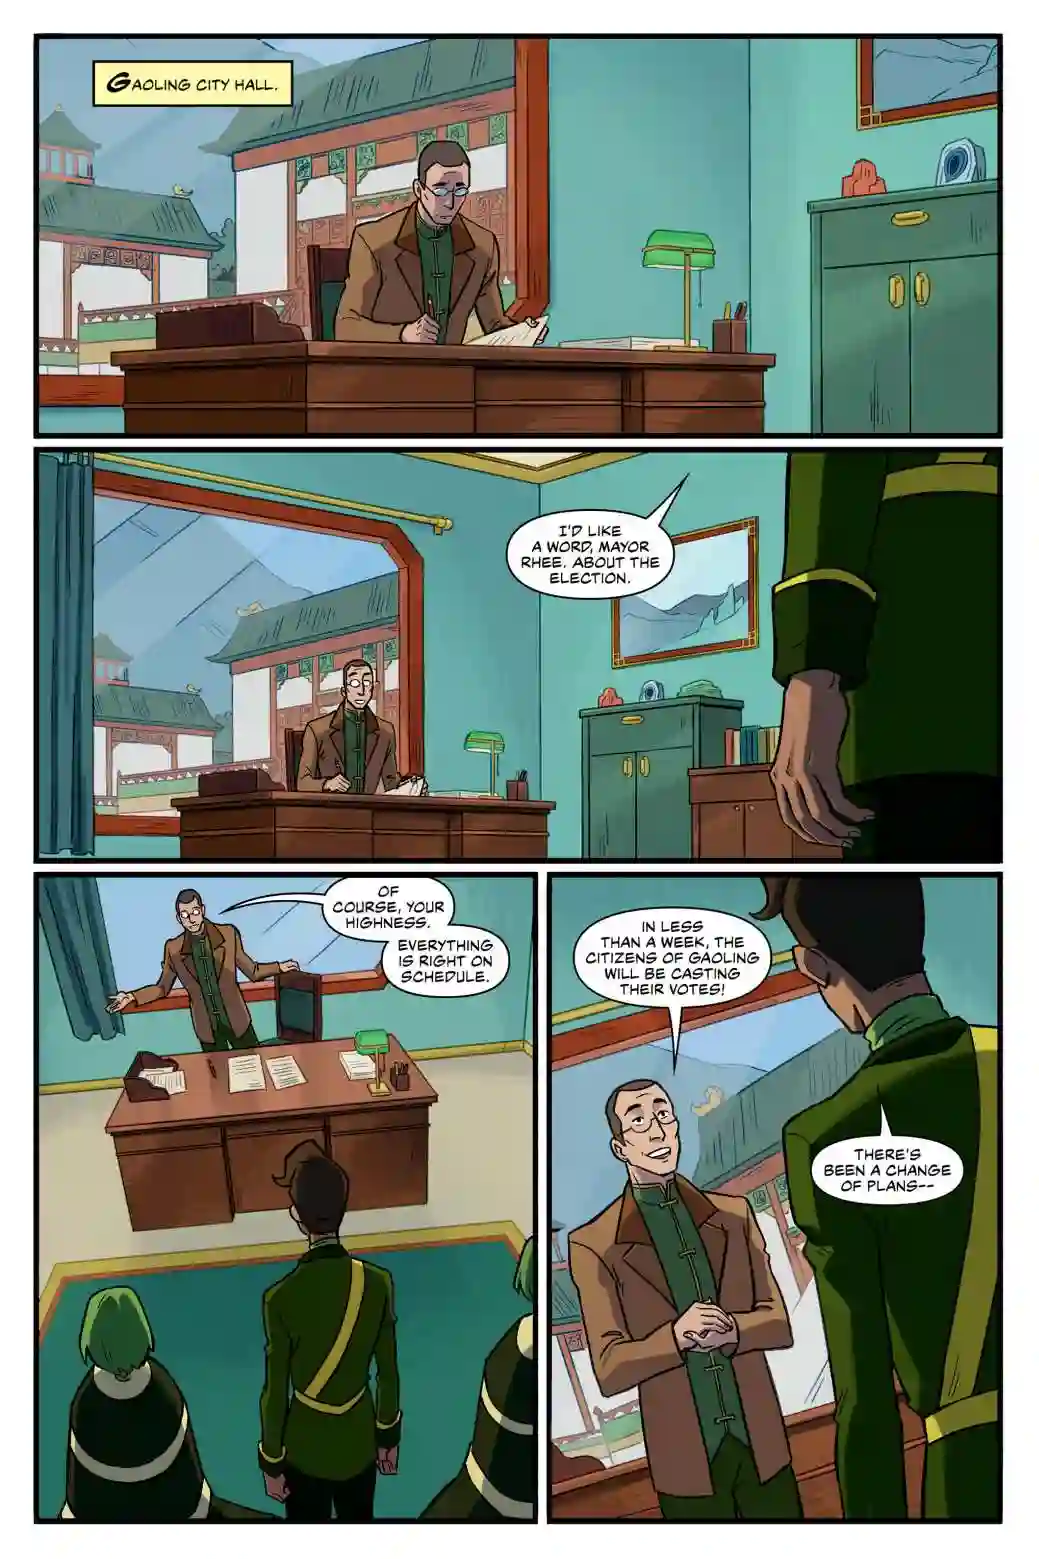 GAOLING CITY HALL.
I'D LIKE
A WORD, MAYOR
RHEE. ABOUT THE
ELECTION.
OF
COURSE, YOUR
HIGHNESS.
EVERYTHING
IS RIGHT ON
SCHEDULE.
IN LESS
THAN A WEEK, THE
CITIZENS OF GAOLING
WILL BE CASTING
THEIR VOTES!
THERE'S
BEEN A CHANGE
OF PLANS--